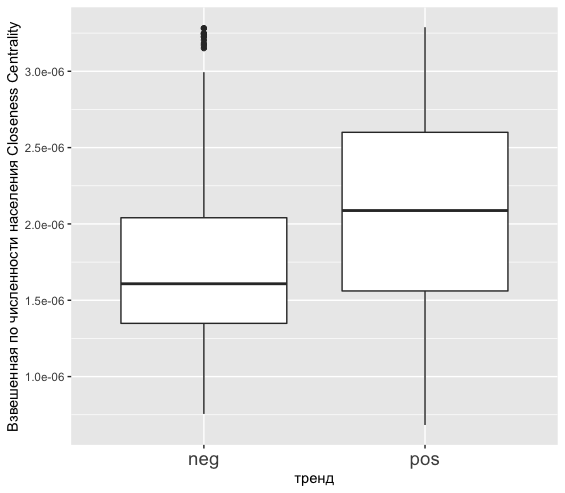 Взвешенная по численности населения Closeness Centrality
3.0e-06
2.5e-06
2.0e-06
1.5e-06
1.0e-06
neg pos
тренд